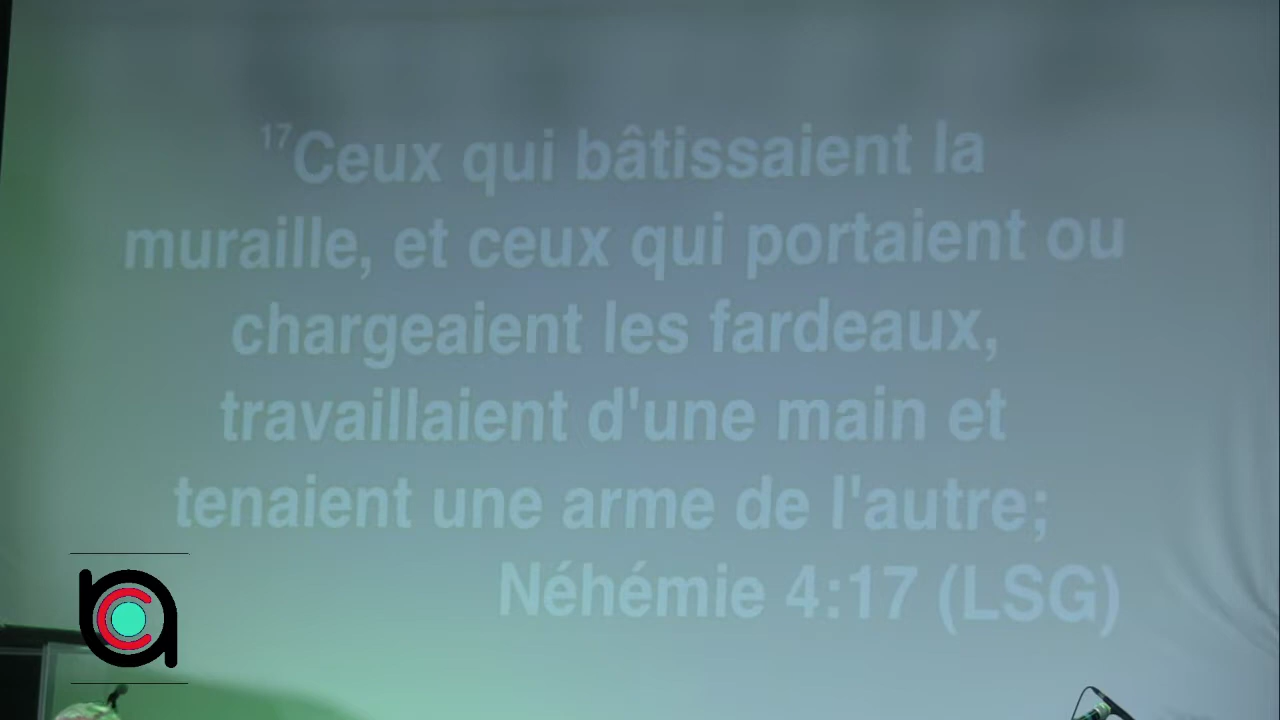 17Ceux qui bâtissaient la
muraille, et ceux qui portaient ou
chargeaient les fardeaux,
travaillaient d'une main et
tenaient une arme de l'autre;
Néhémie 4:17 (LSG)